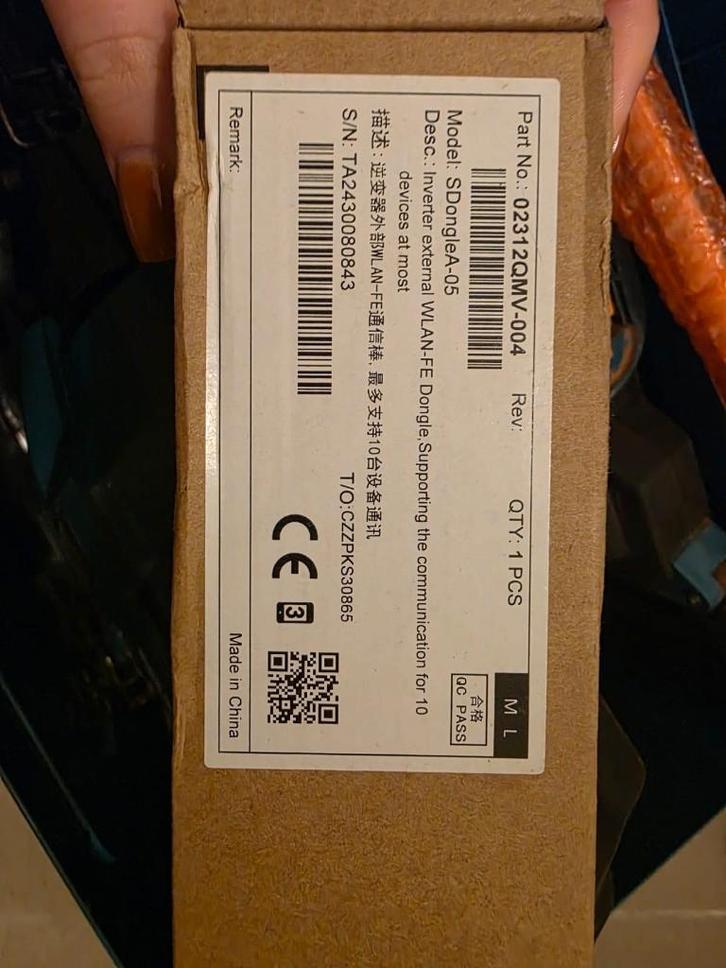 Part No.: 02312QMV-004 Rev: QTY: 1 PCS
M L
Model: SDongleA-05
合格
QC PASS
Desc.: Inverter external WLAN-FE Dongle,Supporting the communication for 10
devices at most
描述：逆变器外部WLAN-FE通信棒, 最多支持10台设备通讯
S/N: TA2430080843 T/O:CZZPKS30865
CE 3
Remark: Made in China